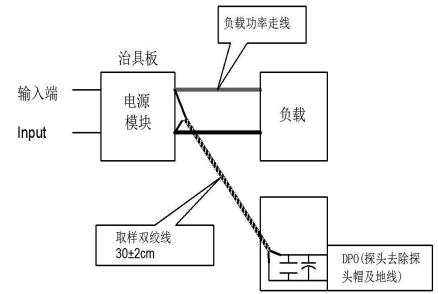 负载功率走线
治具板
输入端
Input
电源
模块
负载
取样双绞线
30±2cm
DPO(探头去除探
头帽及地线)